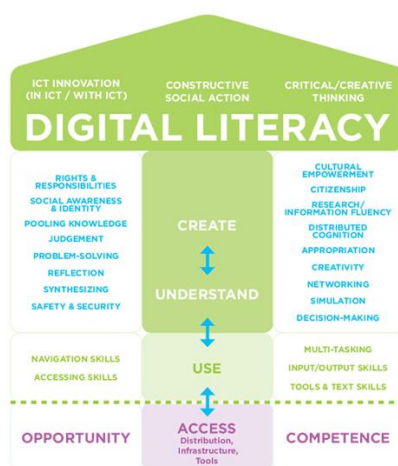 ICT INNOVATION
(IN ICT / WITH ICT)
CONSTRUCTIVE
SOCIAL ACTION
CRITICAL/CREATIVE
THINKING
DIGITAL LITERACY
RIGHTS &
RESPONSIBILITIES
SOCIAL AWARENESS
& IDENTITY
POOLING KNOWLEDGE
JUDGEMENT
PROBLEM-SOLVING
REFLECTION
SYNTHESIZING
SAFETY & SECURITY
CREATE
UNDERSTAND
CULTURAL
EMPOWERMENT
CITIZENSHIP
RESEARCH/
INFORMATION FLUENCY
DISTRIBUTED
COGNITION
APPROPRIATION
CREATIVITY
NETWORKING
SIMULATION
DECISION-MAKING
NAVIGATION SKILLS
ACCESSING SKILLS
USE
MULTI-TASKING
INPUT/OUTPUT SKILLS
TOOLS & TEXT SKILLS
OPPORTUNITY
ACCESS
Distribution,
Infrastructure,
Tools
COMPETENCE